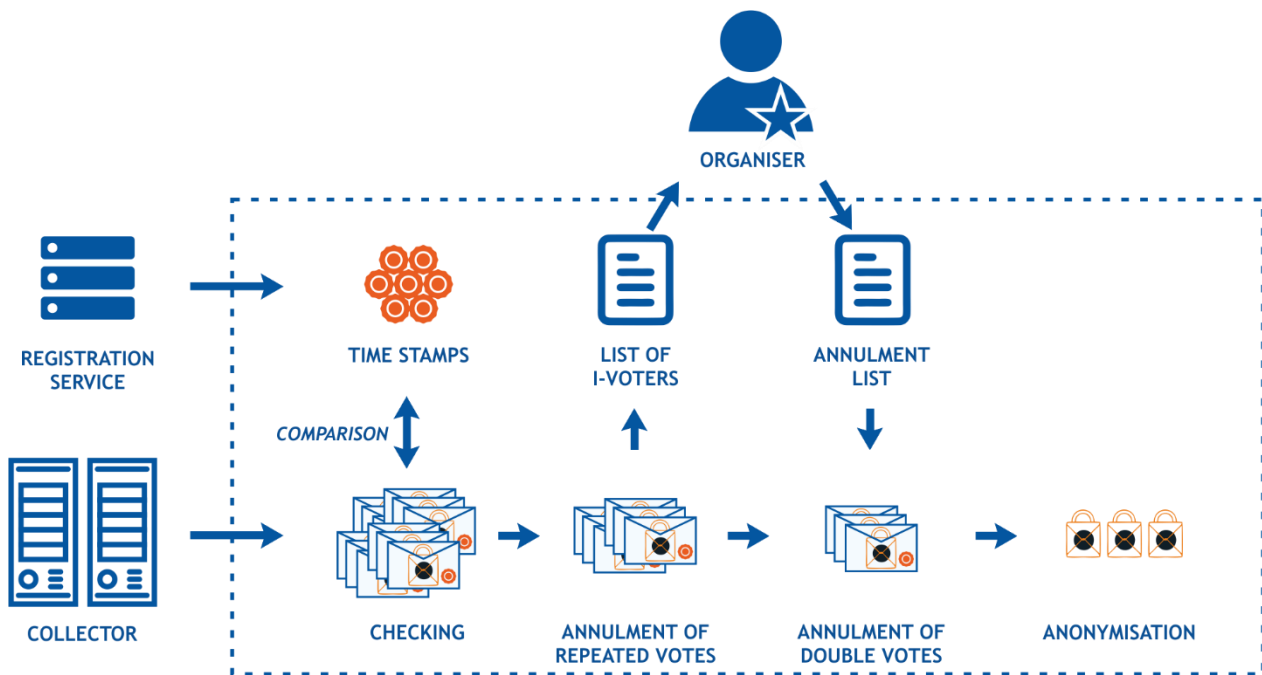 ORGANISER
REGISTRATION
SERVICE
TIME STAMPS
LIST OF
I-VOTERS
ANNULMENT
LIST
COMPARISON
COLLECTOR
CHECKING
ANNULMENT OF
REPEATED VOTES
ANNULMENT OF
DOUBLE VOTES
ANONYMISATION